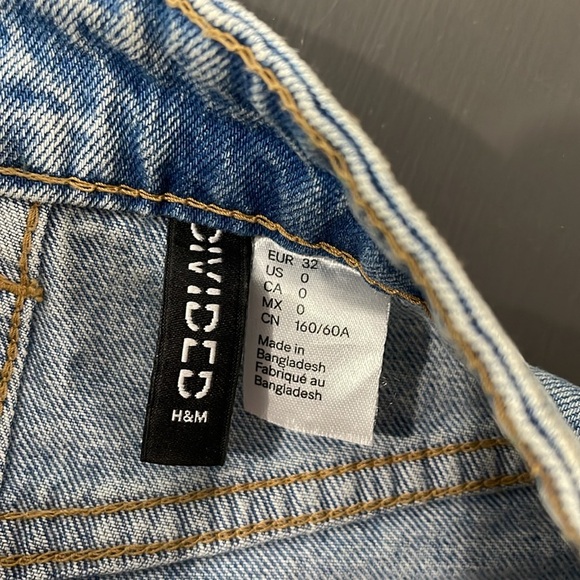 DIVIDED
H&M
EUR 32
US 0
CA 0
MX 0
CN 160/60A
Made in
Bangladesh
Fabriqué au
Bangladesh